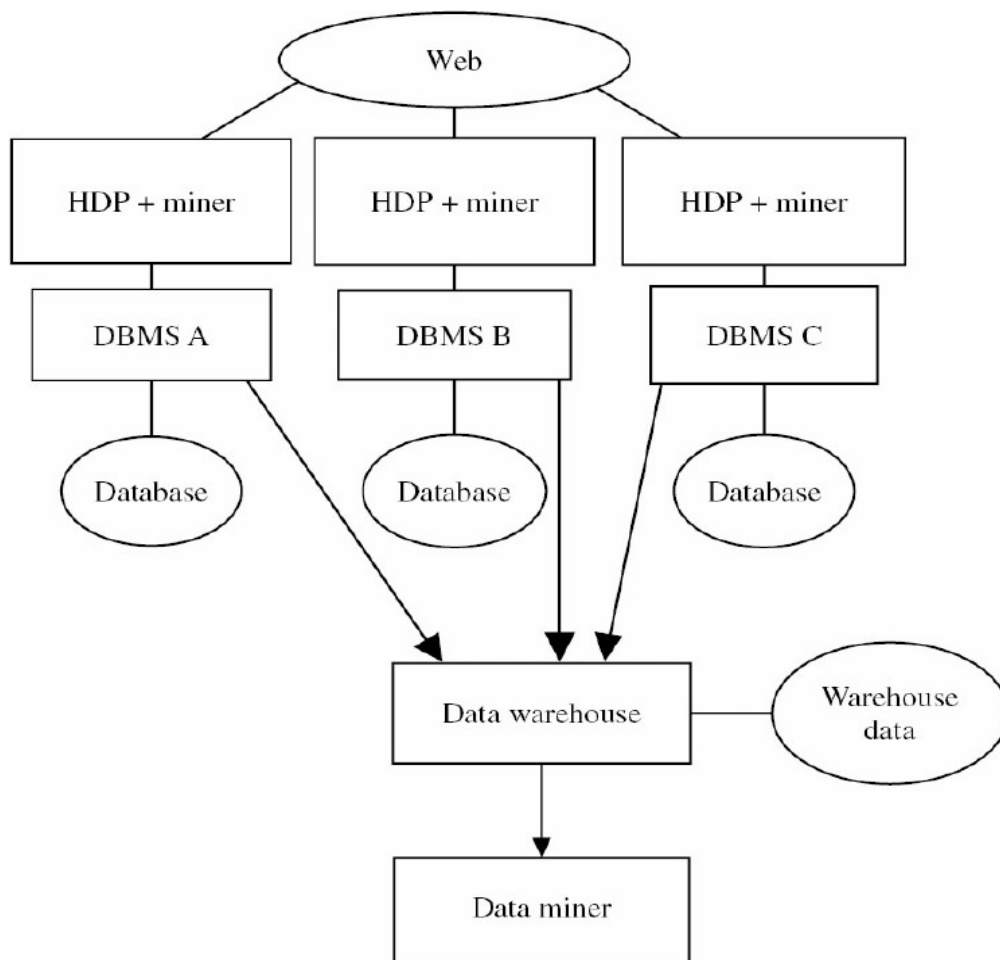 Web
HDP + miner
HDP + miner
HDP + miner
DBMS A
DBMS B
DBMS C
Database
Database
Database
Data warehouse
Warehouse
data
Data miner